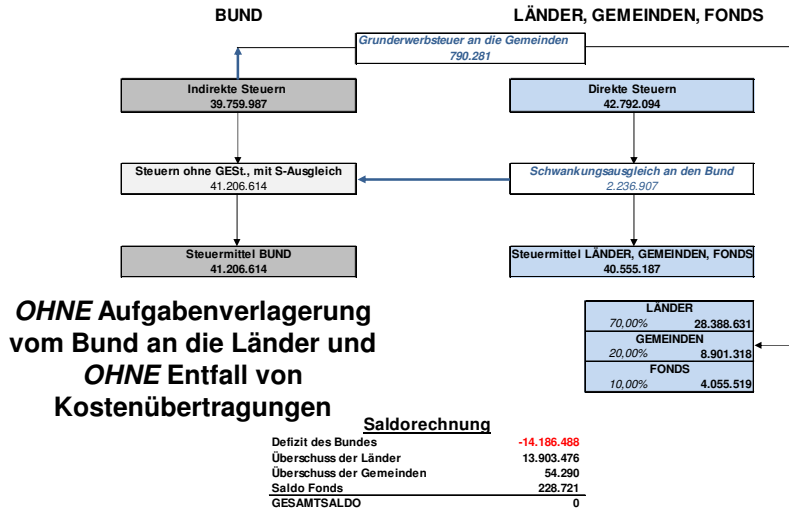 BUND
LÄNDER, GEMEINDEN, FONDS
Grunderwerbsteuer an die Gemeinden
790.281
Indirekte Steuern
39.759.987
Direkte Steuern
42.792.094
Steuern ohne GESt., mit S-Ausgleich
41.206.614
Schwankungsausgleich an den Bund
2.236.907
Steuermittel BUND
41.206.614
Steuermittel LÄNDER, GEMEINDEN, FONDS
40.555.187
OHNE Aufgabenverlagerung
vom Bund an die Länder und
OHNE Entfall von
Kostenübertragungen
LÄNDER
70,00% 28.388.631
GEMEINDEN
20,00% 8.901.318
FONDS
10,00% 4.055.519
Saldorechnung
Defizit des Bundes -14.186.488
Überschuss der Länder 13.903.476
Überschuss der Gemeinden 54.290
Saldo Fonds 228.721
GESAMTSALDO 0